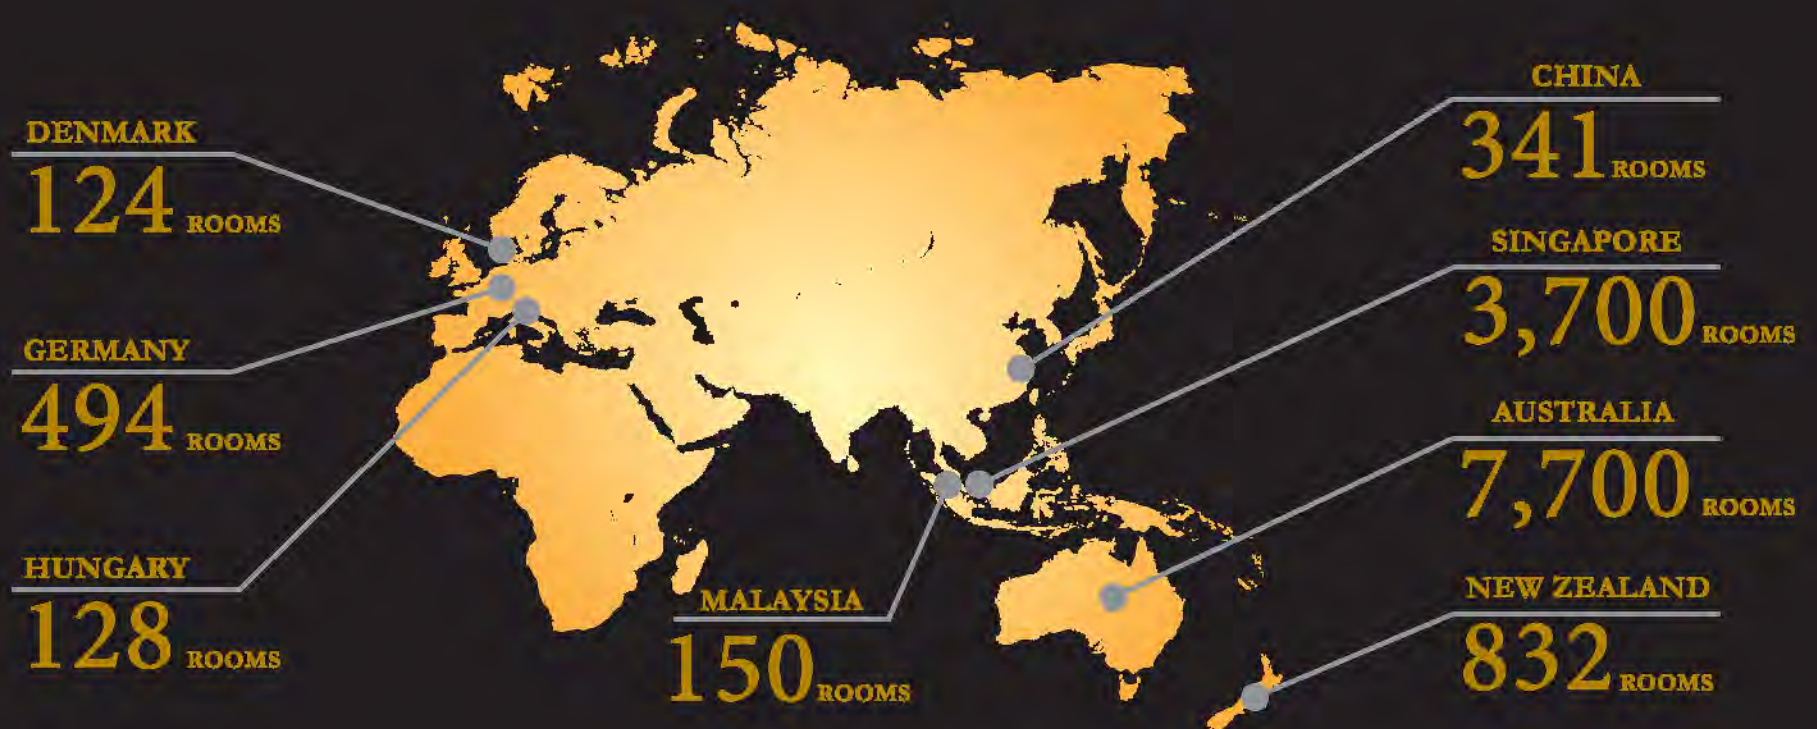 DENMARK
124 ROOMS
GERMANY
494 ROOMS
HUNGARY
128 ROOMS
MALAYSIA
150 ROOMS
CHINA
341 ROOMS
SINGAPORE
3,700 ROOMS
AUSTRALIA
7,700 ROOMS
NEW ZEALAND
832 ROOMS